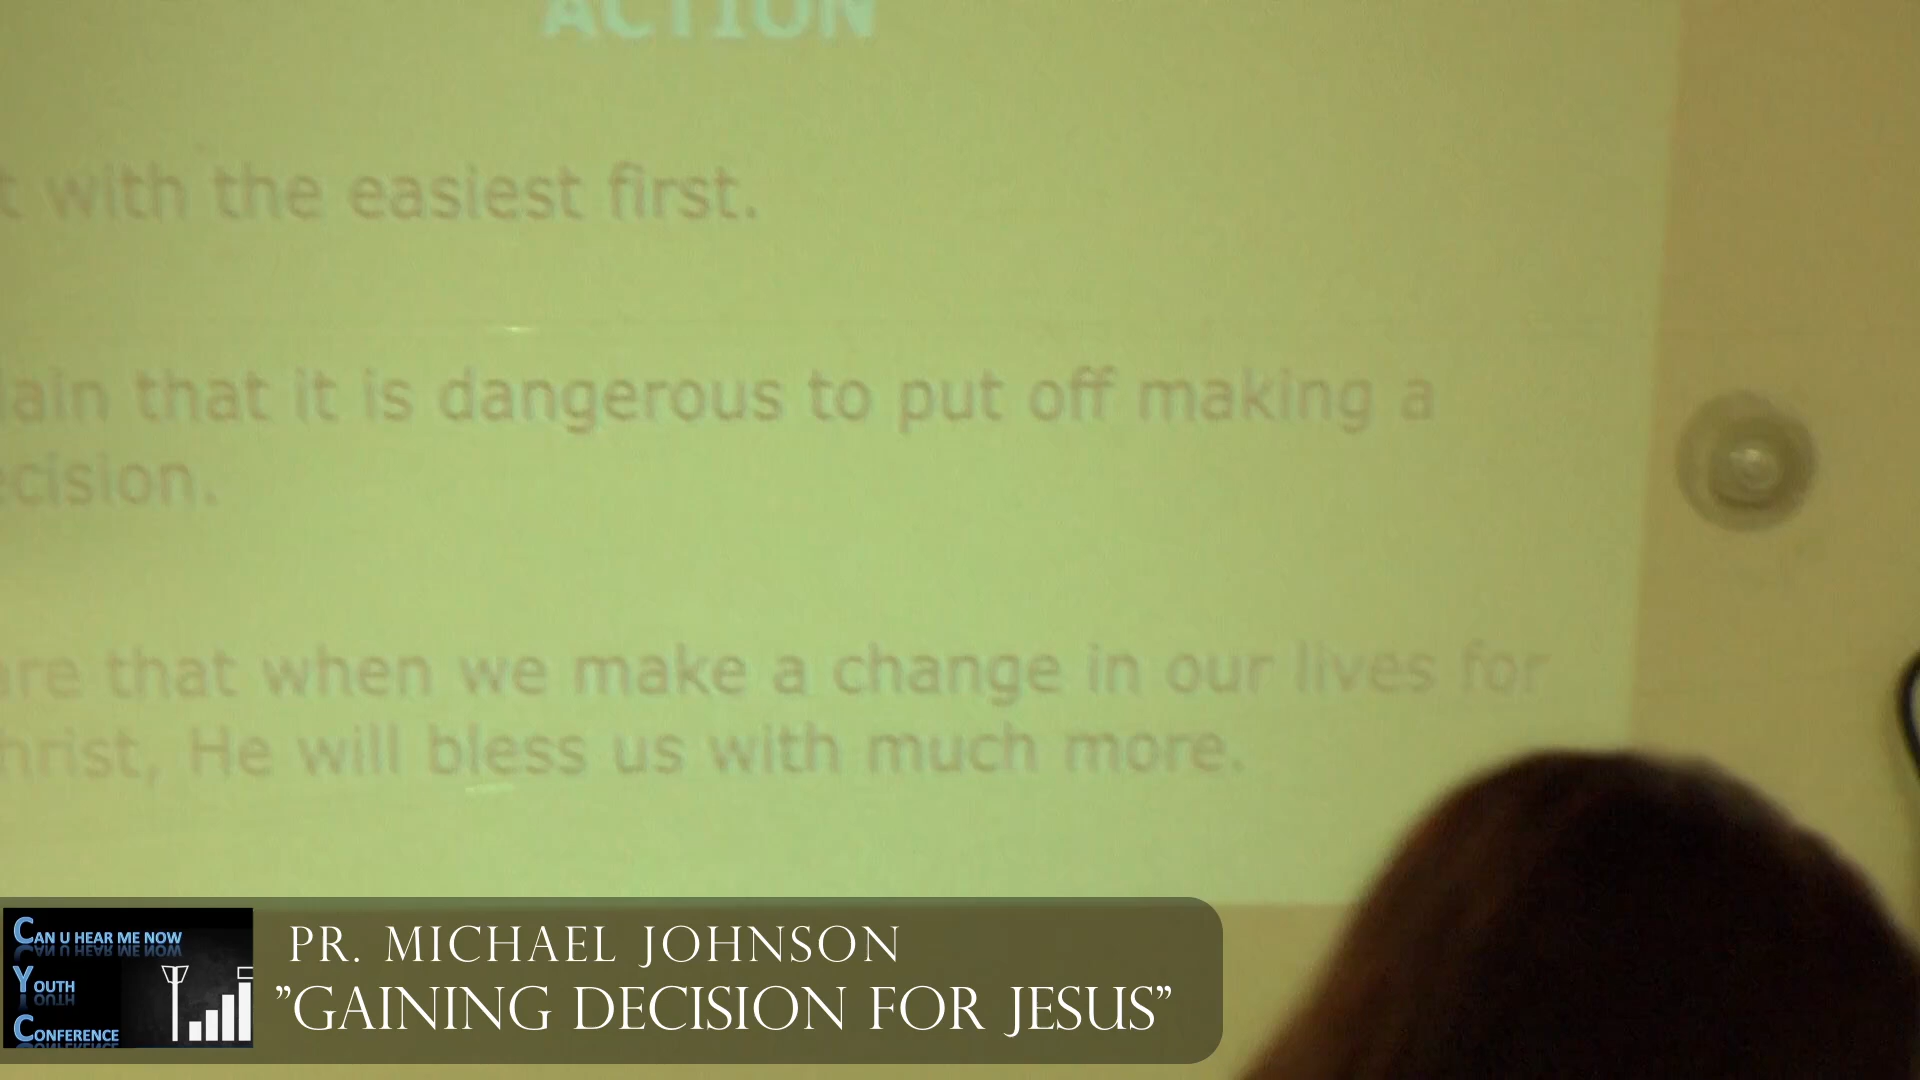 ACTION
t with the easiest first.
lain that it is dangerous to put off making a
ecision.
are that when we make a change in our lives for
hrist, He will bless us with much more.
CAN U HEAR ME NOW
YOUTH
CONFERENCE
PR. MICHAEL JOHNSON
"GAINING DECISION FOR JESUS"